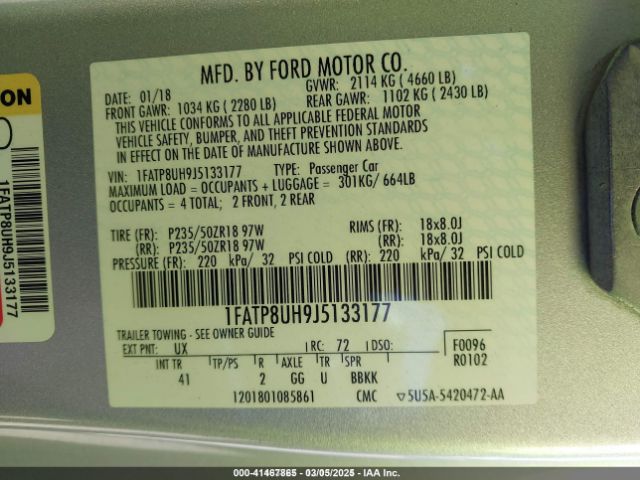 ON
1FATP8UH9J5133177
MFD. BY FORD MOTOR CO.
DATE: 01/18 GVWR: 2114 KG ( 4660 LB)
FRONT GAWR: 1034 KG ( 2280 LB) REAR GAWR: 1102 KG ( 2430 LB)
THIS VEHICLE CONFORMS TO ALL APPLICABLE FEDERAL MOTOR
VEHICLE SAFETY, BUMPER, AND THEFT PREVENTION STANDARDS
IN EFFECT ON THE DATE OF MANUFACTURE SHOWN ABOVE.
VIN: 1FATP8UH9J5133177 TYPE: Passenger Car
MAXIMUM LOAD = OCCUPANTS + LUGGAGE = 301KG/ 664LB
OCCUPANTS = 4 TOTAL; 2 FRONT, 2 REAR
TIRE (FR): P235/50ZR18 97W RIMS (FR): 18x8.0J
(RR): P235/50ZR18 97W (RR): 18x8.0J
PRESSURE (FR): 220 kPa/ 32 PSI COLD (RR): 220 kPa/ 32 PSI COLD
1FATP8UH9J5133177
TRAILER TOWING - SEE OWNER GUIDE
EXT PNT: UX RC: 72 DSO: F0096
INT TR TP/PS R AXLE TR SPR R0102
41 2 GG U BBKK
1201801085861 CMC ▽5U5A-5420472-AA
000-41467865 - 03/05/2025 - IAA Inc.